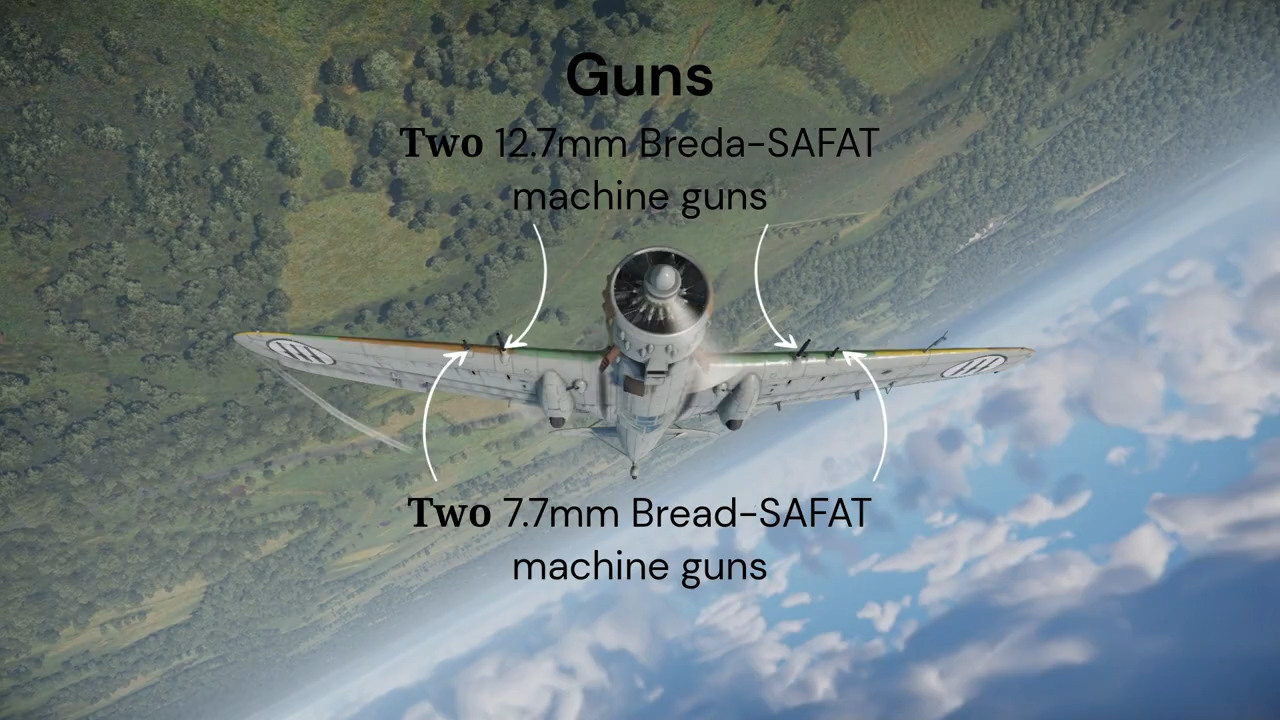 Guns
Two 12.7mm Breda-SAFAT
machine guns
Two 7.7mm Bread-SAFAT
machine guns